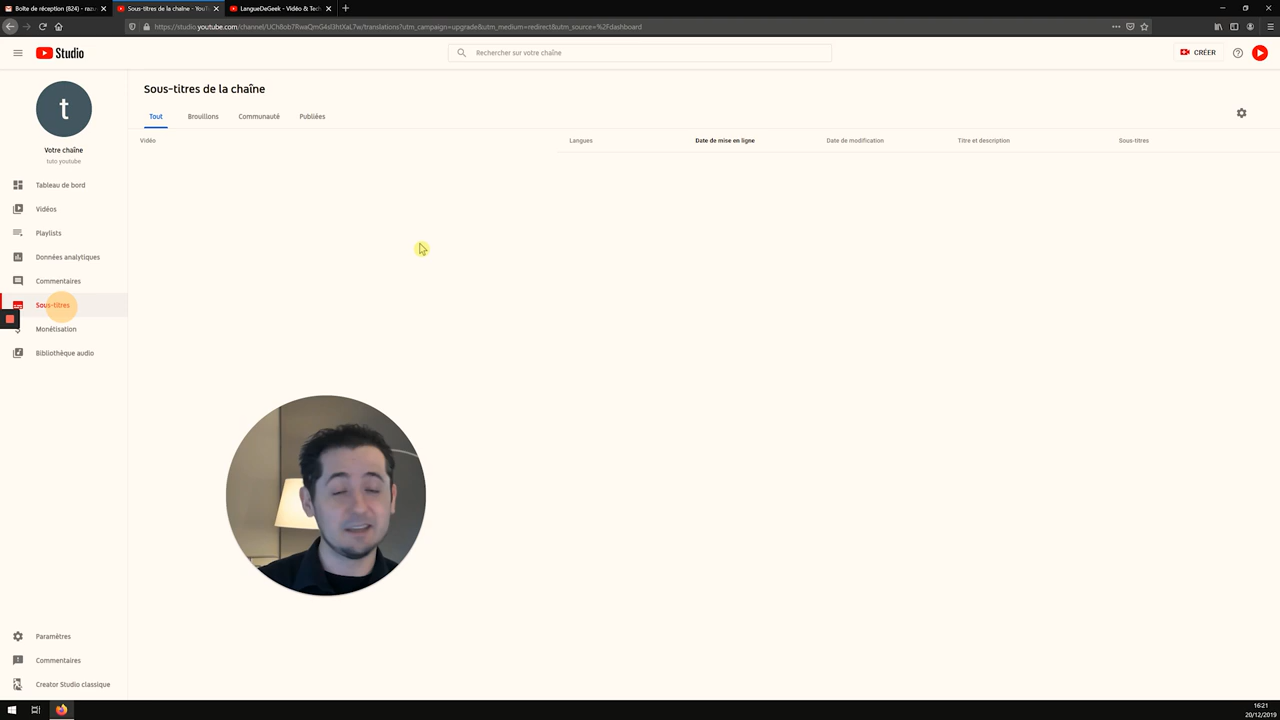 Boîte de réception (824) - razu
Sous-titres de la chaîne - YouT
LangueDeGeek - Vidéo & Tech
https://studio.youtube.com/channel/UCh8ob7RwaQmG4sl3htXaL7w/translations?utm_campaign=upgrade&utm_medium=redirect&utm_source=%2Fdashboard
Studio
Rechercher sur votre chaîne
CRÉER
t
Votre chaîne
tuto youtube
Tableau de bord
Vidéos
Playlists
Données analytiques
Commentaires
Sous-titres
Monétisation
Bibliothèque audio
Paramètres
Commentaires
Creator Studio classique
Sous-titres de la chaîne
Tout
Brouillons
Communauté
Publiées
Vidéo
Langues
Date de mise en ligne
Date de modification
Titre et description
Sous-titres
16:21
20/12/2019